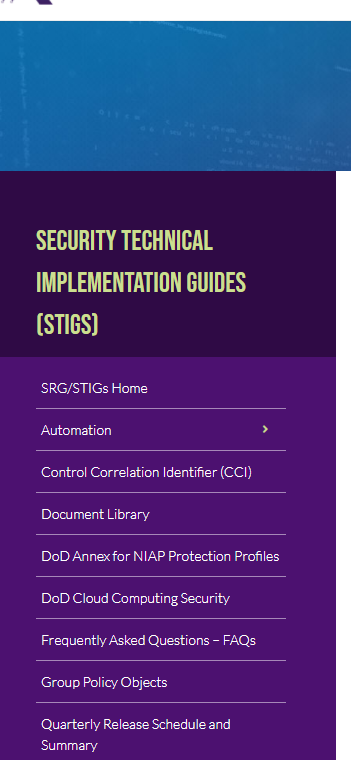 SECURITY TECHNICAL
IMPLEMENTATION GUIDES
(STIGS)
SRG/STIGs Home
Automation
Control Correlation Identifier (CCI)
Document Library
DoD Annex for NIAP Protection Profiles
DoD Cloud Computing Security
Frequently Asked Questions – FAQs
Group Policy Objects
Quarterly Release Schedule and
Summary